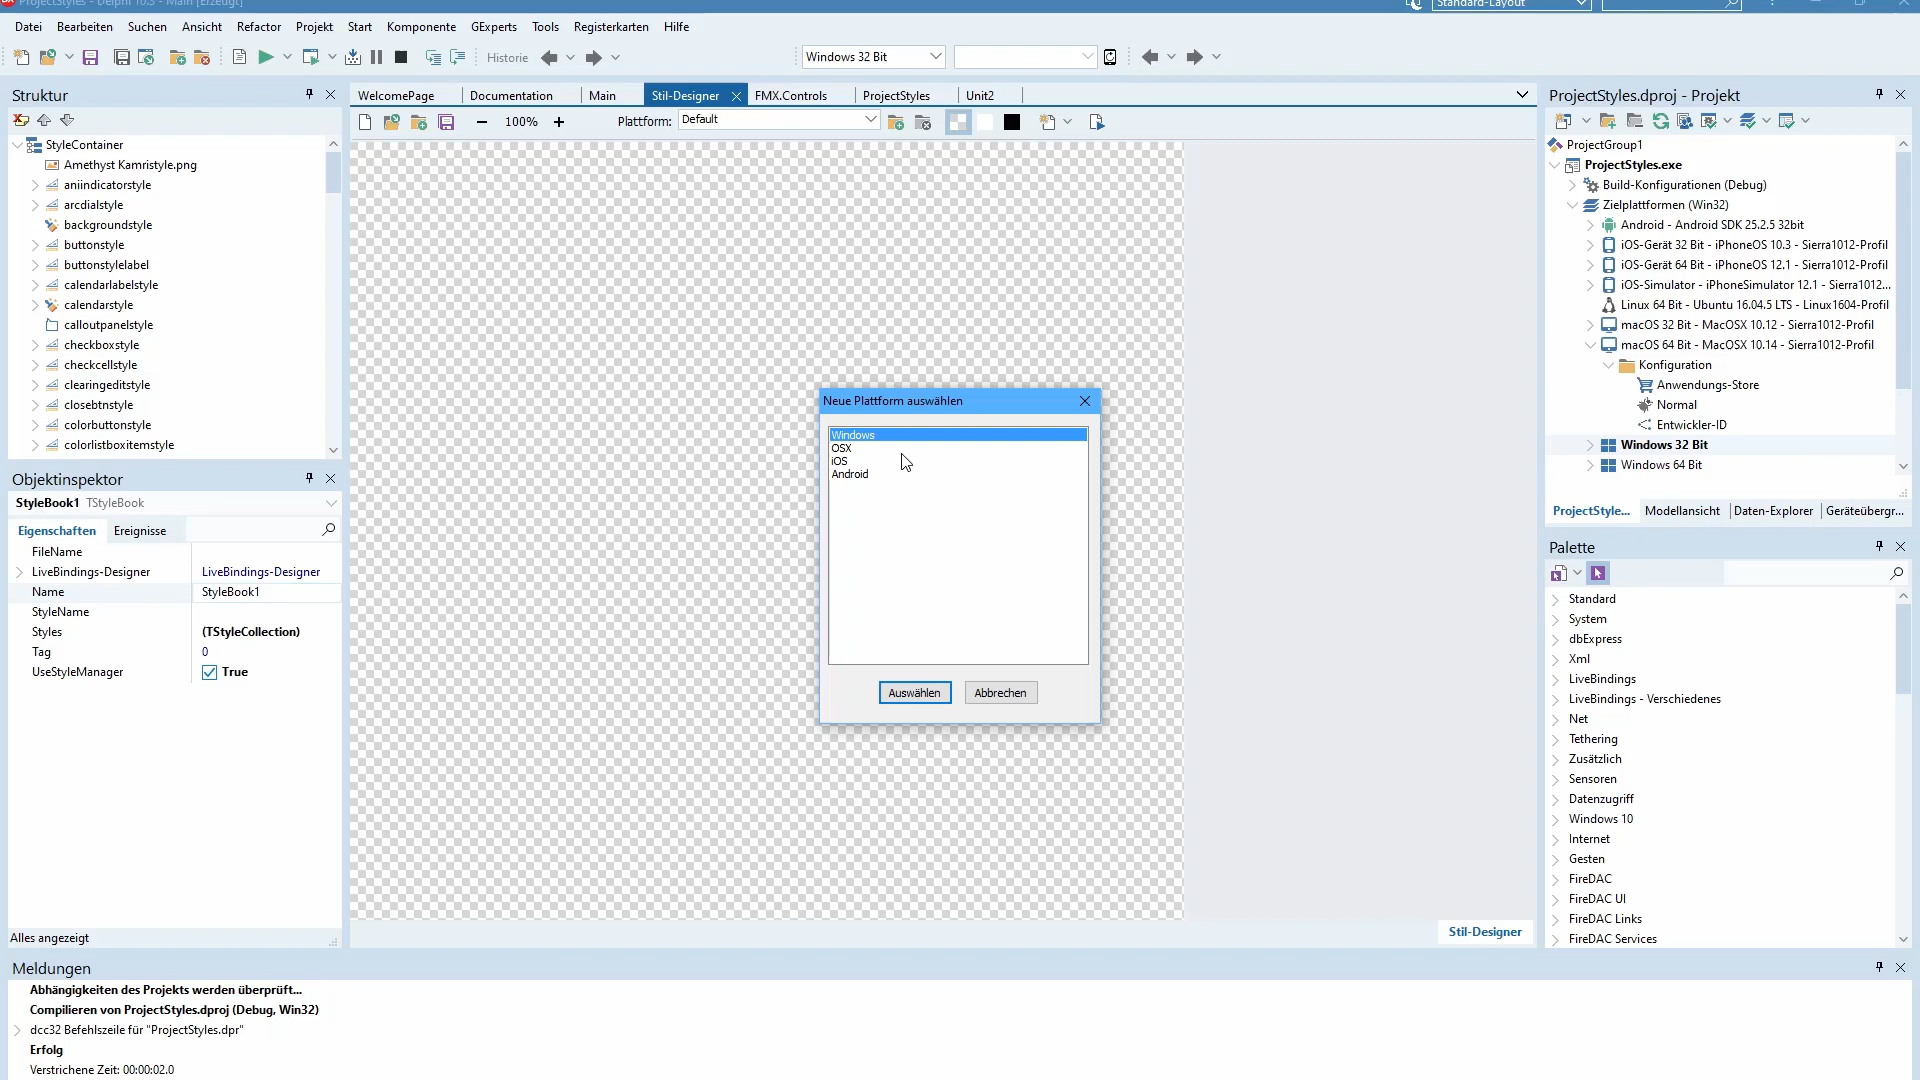 ProjectStyles - Delphi 10.3 - Main [Erzeugt]
Standard-Layout
Datei Bearbeiten Suchen Ansicht Refactor Projekt Start Komponente GExperts Tools Registerkarten Hilfe
Historie
Windows 32 Bit
Struktur
StyleContainer
Amethyst Kamristyle.png
aniindicatorstyle
arcdialstyle
backgroundstyle
buttonstyle
buttonstylelabel
calendarlabelstyle
calendarstyle
calloutpanelstyle
checkboxstyle
checkcellstyle
clearingeditstyle
closebtnstyle
colorbuttonstyle
colorlistboxitemstyle
Objektinspektor
StyleBook1 TStyleBook
Eigenschaften Ereignisse
FileName
LiveBindings-Designer LiveBindings-Designer
Name StyleBook1
StyleName
Styles (TStyleCollection)
Tag 0
UseStyleManager True
Alles angezeigt
WelcomePage Documentation Main Stil-Designer FMX.Controls ProjectStyles Unit2
100%
Plattform: Default
Neue Plattform auswählen
Windows
OSX
iOS
Android
Auswählen Abbrechen
Stil-Designer
ProjectStyles.dproj - Projekt
ProjectGroup1
ProjectStyles.exe
Build-Konfigurationen (Debug)
Zielplattformen (Win32)
Android - Android SDK 25.2.5 32bit
iOS-Gerät 32 Bit - iPhoneOS 10.3 - Sierra1012-Profil
iOS-Gerät 64 Bit - iPhoneOS 12.1 - Sierra1012-Profil
iOS-Simulator - iPhoneSimulator 12.1 - Sierra1012...
Linux 64 Bit - Ubuntu 16.04.5 LTS - Linux1604-Profil
macOS 32 Bit - MacOSX 10.12 - Sierra1012-Profil
macOS 64 Bit - MacOSX 10.14 - Sierra1012-Profil
Konfiguration
Anwendungs-Store
Normal
Entwickler-ID
Windows 32 Bit
Windows 64 Bit
ProjectStyle... Modellansicht Daten-Explorer Geräteübergr...
Palette
Standard
System
dbExpress
Xml
LiveBindings
LiveBindings - Verschiedenes
Net
Tethering
Zusätzlich
Sensoren
Datenzugriff
Windows 10
Internet
Gesten
FireDAC
FireDAC UI
FireDAC Links
FireDAC Services
Meldungen
Abhängigkeiten des Projekts werden überprüft...
Compilieren von ProjectStyles.dproj (Debug, Win32)
dcc32 Befehlszeile für "ProjectStyles.dpr"
Erfolg
Verstrichene Zeit: 00:00:02.0